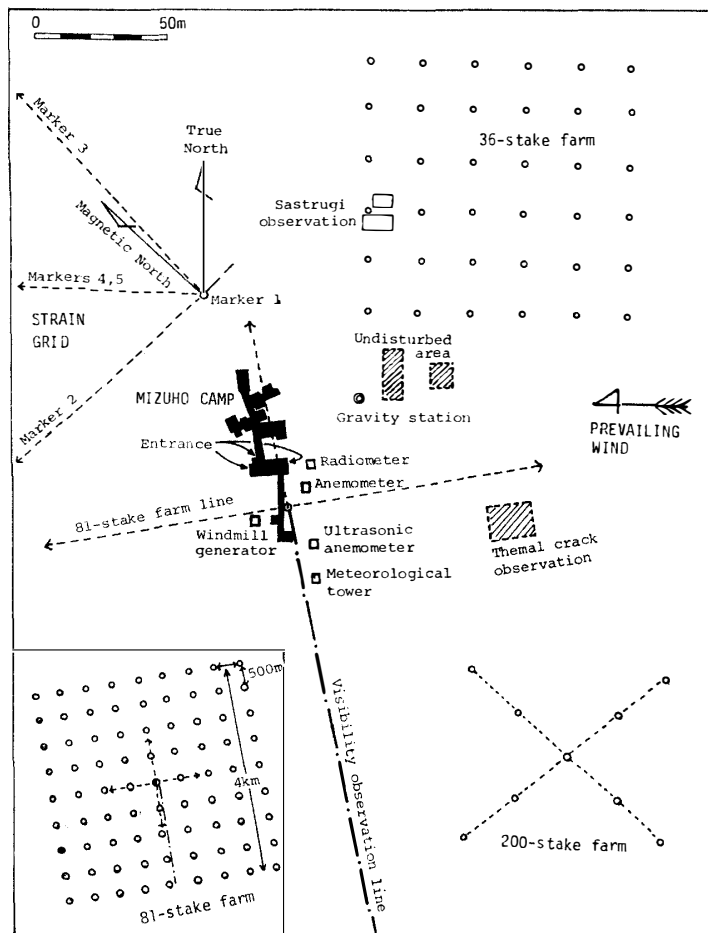 0 50m
Marker 3
True
North
36-stake farm
Sastrugi
observation
Magnetic North
Markers 4,5
Marker 1
STRAIN
GRID
Undisturbed
area
Marker 2
MIZUHO CAMP
Gravity station
PREVAILING
WIND
Entrance
Radiometer
Anemometer
81-stake farm line
Windmill
generator
Ultrasonic
anemometer
Themal crack
observation
Meteorological
tower
Visibility observation line
500m
4km
81-stake farm
200-stake farm